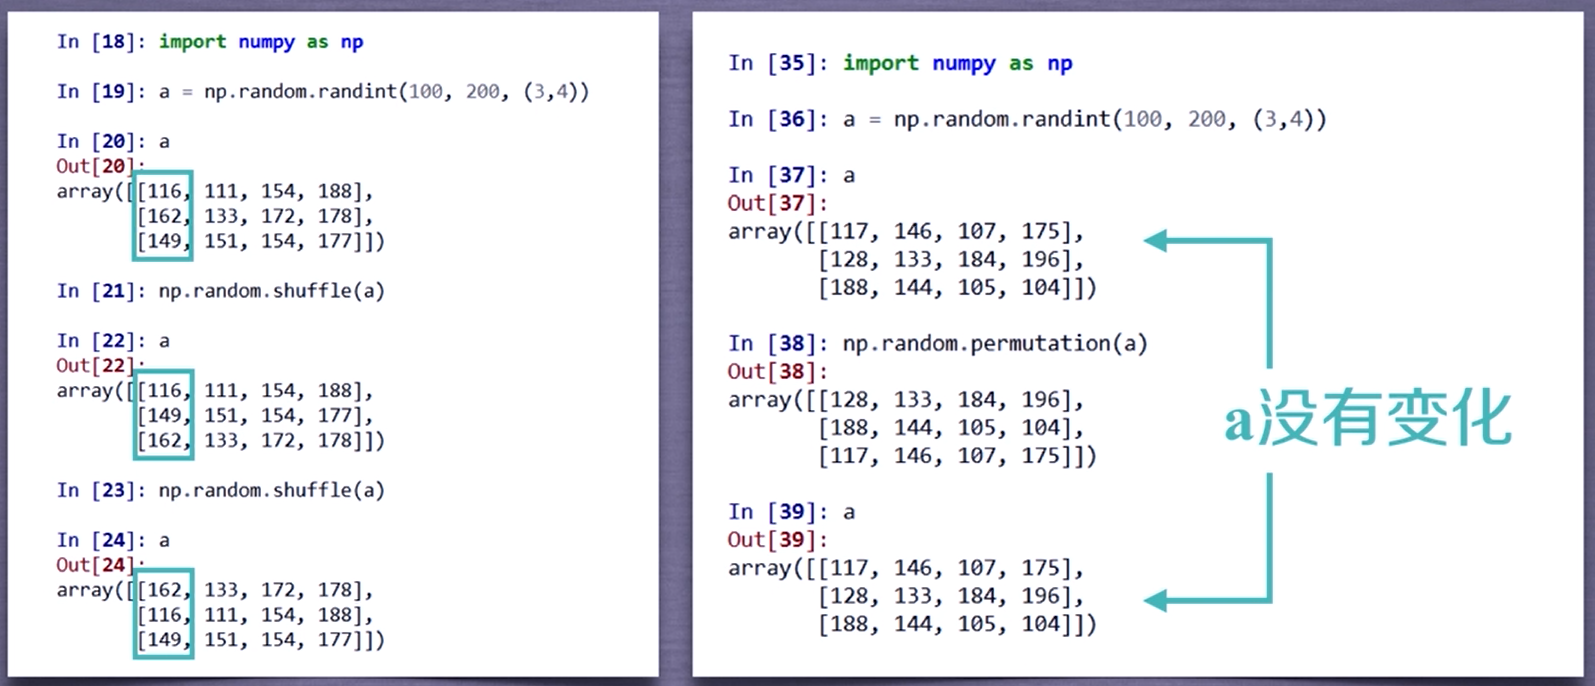 In [18]: import numpy as np
In [19]: a = np.random.randint(100, 200, (3,4))
In [20]: a
Out[20]:
array([[116, 111, 154, 188],
[162, 133, 172, 178],
[149, 151, 154, 177]])
In [21]: np.random.shuffle(a)
In [22]: a
Out[22]:
array([[116, 111, 154, 188],
[149, 151, 154, 177],
[162, 133, 172, 178]])
In [23]: np.random.shuffle(a)
In [24]: a
Out[24]:
array([[162, 133, 172, 178],
[116, 111, 154, 188],
[149, 151, 154, 177]])
In [35]: import numpy as np
In [36]: a = np.random.randint(100, 200, (3,4))
In [37]: a
Out[37]:
array([[117, 146, 107, 175],
[128, 133, 184, 196],
[188, 144, 105, 104]])
In [38]: np.random.permutation(a)
Out[38]:
array([[128, 133, 184, 196],
[188, 144, 105, 104],
[117, 146, 107, 175]])
In [39]: a
Out[39]:
array([[117, 146, 107, 175],
[128, 133, 184, 196],
[188, 144, 105, 104]])
a没有变化